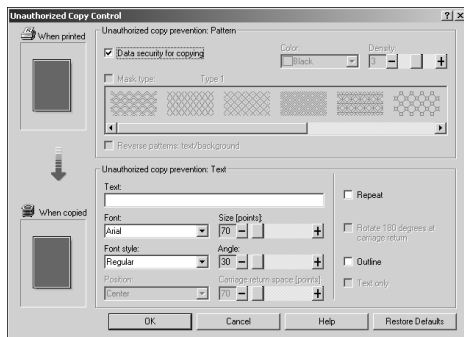 Unauthorized Copy Control
When printed
Unauthorized copy prevention: Pattern
Data security for copying
Color:
Black
Density:
3
Mask type:
Type 1
Reverse patterns: text/background
When copied
Unauthorized copy prevention: Text
Text:
Font:
Arial
Size [points]:
70
Font style:
Regular
Angle:
30
Position:
Center
Carriage return space [points]
70
Repeat
Rotate 180 degrees at
carriage return
Outline
Text only
OK
Cancel
Help
Restore Defaults